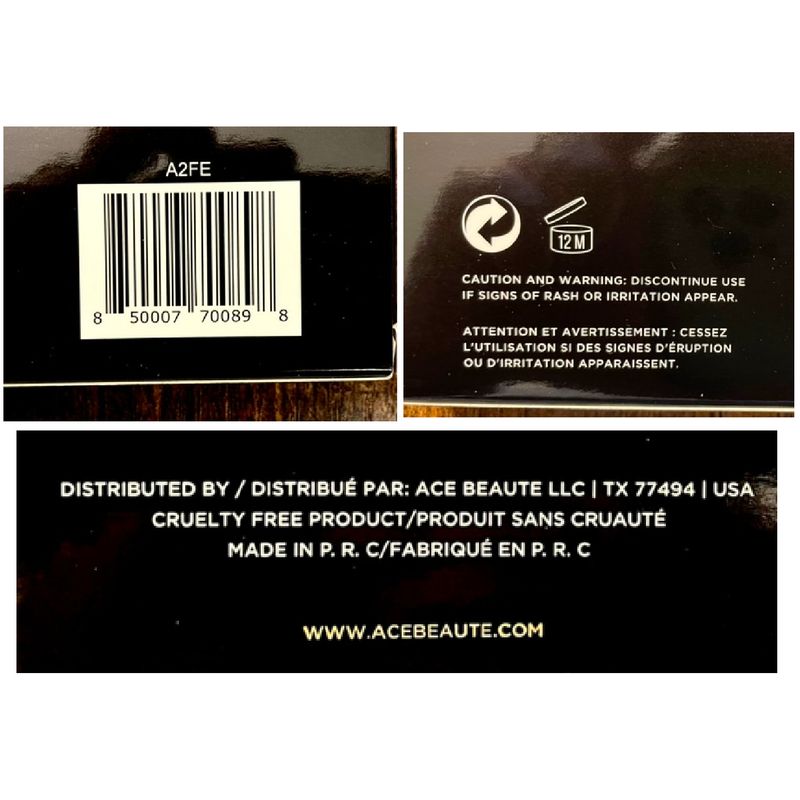 A2FE
8 50007 70089 8
12 M
CAUTION AND WARNING: DISCONTINUE USE
IF SIGNS OF RASH OR IRRITATION APPEAR.
ATTENTION ET AVERTISSEMENT : CESSEZ
L'UTILISATION SI DES SIGNES D'ÉRUPTION
OU D'IRRITATION APPARAISSENT.
DISTRIBUTED BY / DISTRIBUÉ PAR: ACE BEAUTE LLC | TX 77494 | USA
CRUELTY FREE PRODUCT/PRODUIT SANS CRUAUTÉ
MADE IN P. R. C/FABRIQUÉ EN P. R. C
WWW.ACEBEAUTE.COM